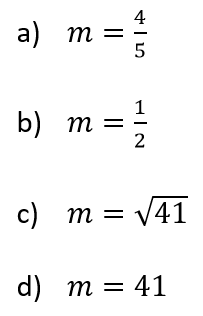 a) m = 4/5
b) m = 1/2
c) m = √41
d) m = 41